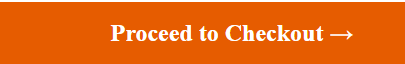 Proceed to Checkout →